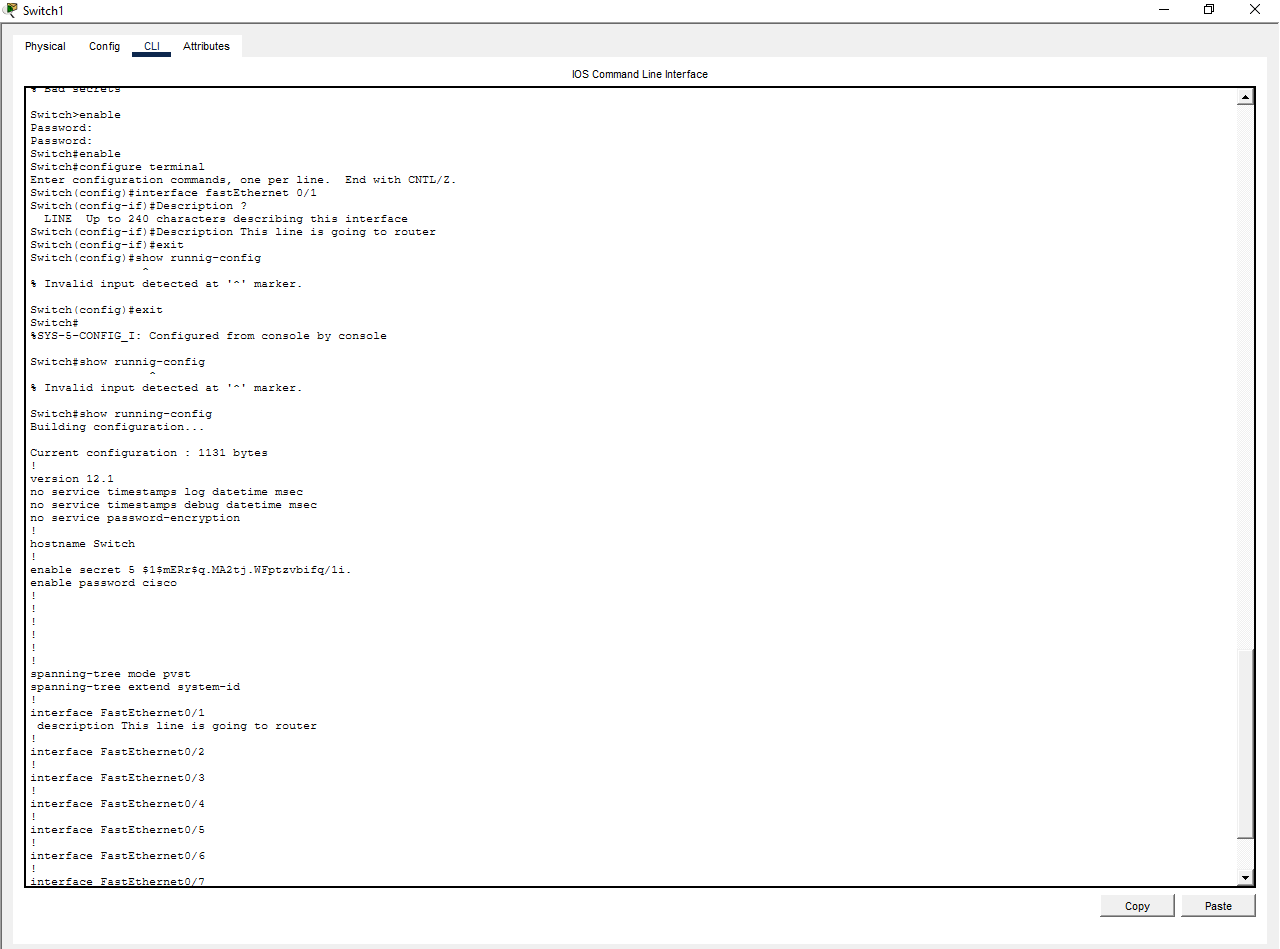 Switch1
Physical Config CLI Attributes
IOS Command Line Interface
% Bad secrets
Switch>enable
Password:
Password:
Switch#enable
Switch#configure terminal
Enter configuration commands, one per line.  End with CNTL/Z.
Switch(config)#interface fastEthernet 0/1
Switch(config-if)#Description ?
  LINE  Up to 240 characters describing this interface
Switch(config-if)#Description This line is going to router
Switch(config-if)#exit
Switch(config)#show runnig-config
^
% Invalid input detected at '^' marker.
Switch(config)#exit
Switch#
%SYS-5-CONFIG_I: Configured from console by console
Switch#show runnig-config
^
% Invalid input detected at '^' marker.
Switch#show running-config
Building configuration...
Current configuration : 1131 bytes
!
version 12.1
no service timestamps log datetime msec
no service timestamps debug datetime msec
no service password-encryption
!
hostname Switch
!
enable secret 5 $1$mERr$q.MA2tj.WFptzvbifq/1i.
enable password cisco
!
!
!
!
!
!
spanning-tree mode pvst
spanning-tree extend system-id
!
interface FastEthernet0/1
 description This line is going to router
!
interface FastEthernet0/2
!
interface FastEthernet0/3
!
interface FastEthernet0/4
!
interface FastEthernet0/5
!
interface FastEthernet0/6
!
interface FastEthernet0/7
Copy Paste